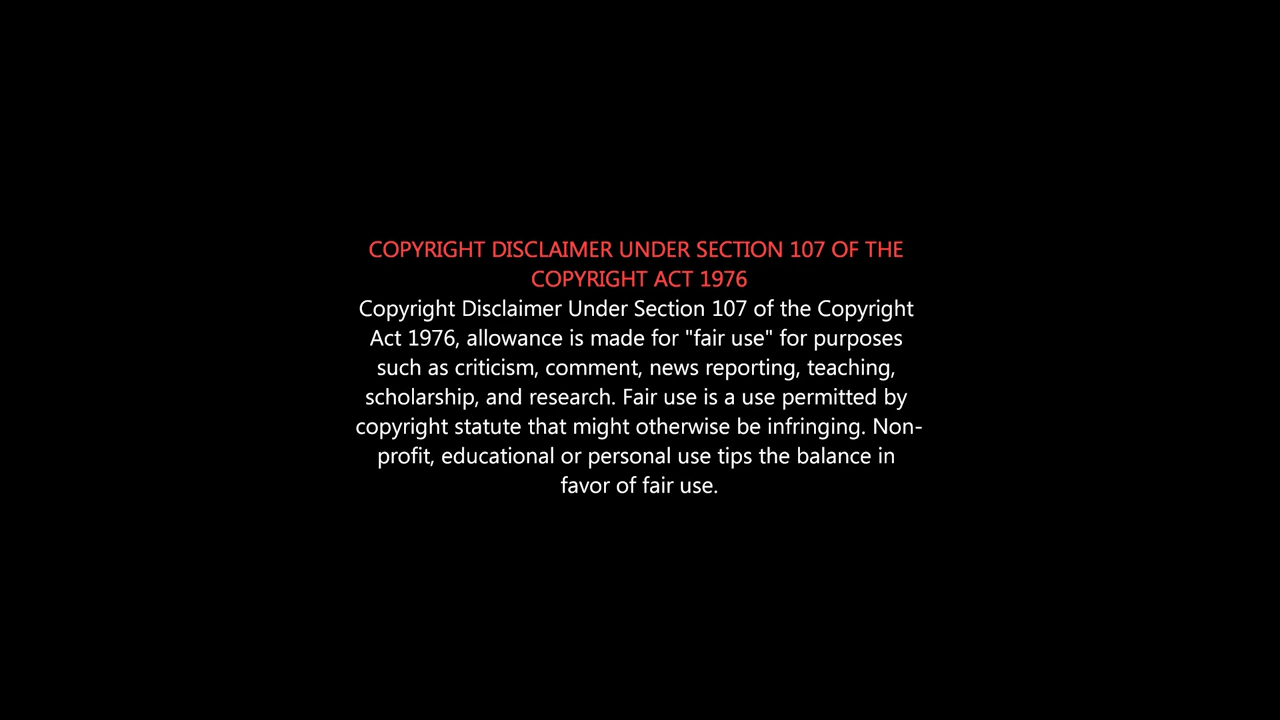 COPYRIGHT DISCLAIMER UNDER SECTION 107 OF THE
COPYRIGHT ACT 1976
Copyright Disclaimer Under Section 107 of the Copyright
Act 1976, allowance is made for "fair use" for purposes
such as criticism, comment, news reporting, teaching,
scholarship, and research. Fair use is a use permitted by
copyright statute that might otherwise be infringing. Non-
profit, educational or personal use tips the balance in
favor of fair use.